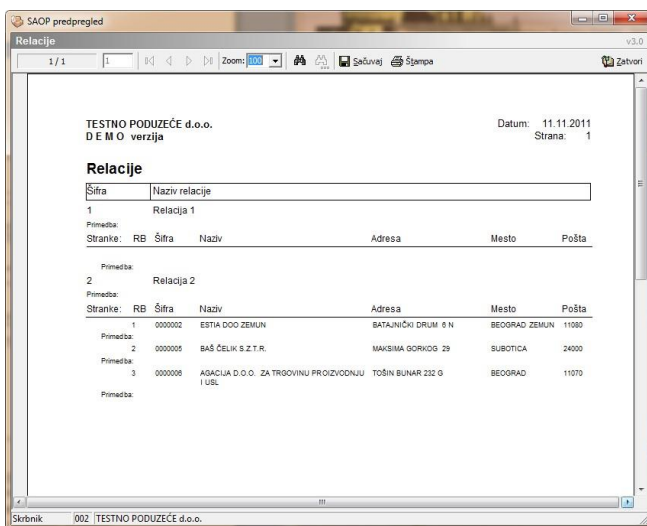 SAOP predpregled
Relacije v3.0
1 / 1 1 Zoom: 100 Sačuvaj Štampa Zatvori
TESTNO PODUZEĆE d.o.o. Datum: 11.11.2011
D E M O verzija Strana: 1
Relacije
Šifra Naziv relacije
1 Relacija 1
Primedba:
Stranke: RB Šifra Naziv Adresa Mesto Pošta
Primedba:
2 Relacija 2
Primedba:
Stranke: RB Šifra Naziv Adresa Mesto Pošta
1 0000002 ESTIA DOO ZEMUN BATAJNIČKI DRUM 6 N BEOGRAD ZEMUN 11080
Primedba:
2 0000005 BAŠ ČELIK S.Z.T.R. MAKSIMA GORKOG 29 SUBOTICA 24000
Primedba:
3 0000006 AGACIJA D.O.O. ZA TRGOVINU PROIZVODNJU TOŠIN BUNAR 232 G BEOGRAD 11070
I USL
Primedba:
Skrbnik 002 TESTNO PODUZEĆE d.o.o.